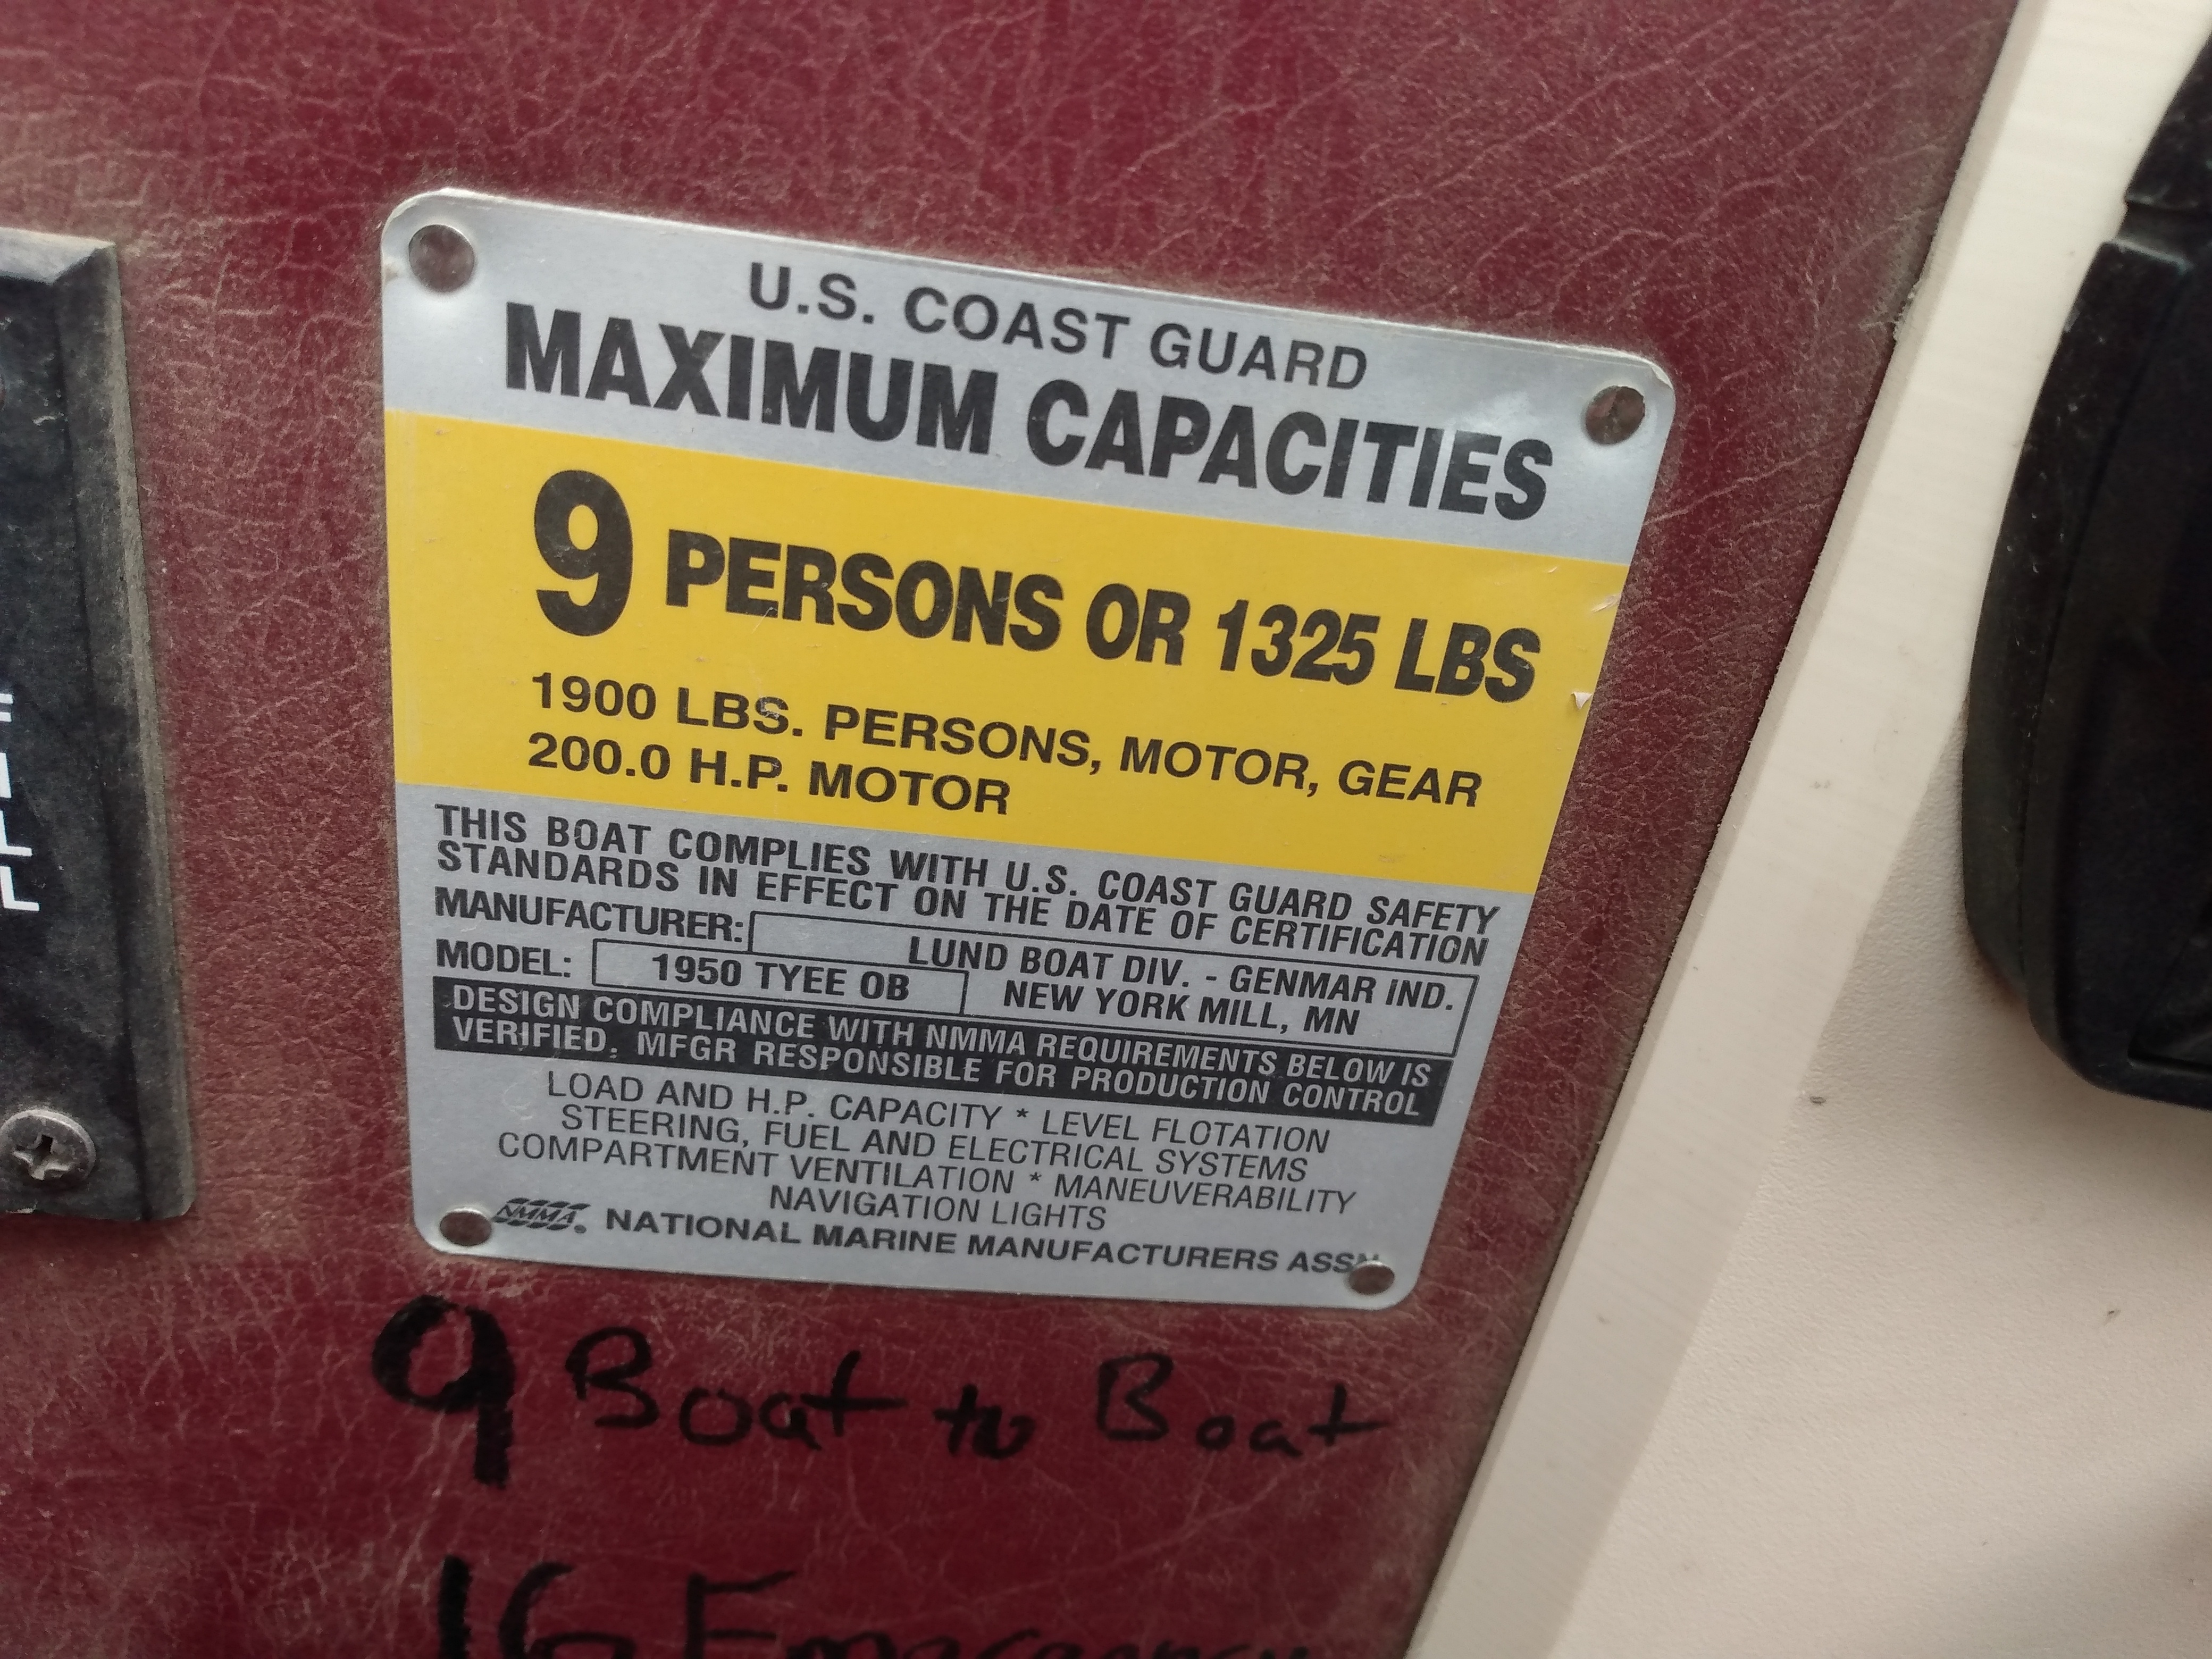 U.S. COAST GUARD
MAXIMUM CAPACITIES
9 PERSONS OR 1325 LBS
1900 LBS. PERSONS, MOTOR, GEAR
200.0 H.P. MOTOR
THIS BOAT COMPLIES WITH U.S. COAST GUARD SAFETY
STANDARDS IN EFFECT ON THE DATE OF CERTIFICATION
MANUFACTURER: LUND BOAT DIV. - GENMAR IND.
MODEL: 1950 TYEE OB NEW YORK MILL, MN
DESIGN COMPLIANCE WITH NMMA REQUIREMENTS BELOW IS
VERIFIED. MFGR RESPONSIBLE FOR PRODUCTION CONTROL
LOAD AND H.P. CAPACITY * LEVEL FLOTATION
STEERING, FUEL AND ELECTRICAL SYSTEMS
COMPARTMENT VENTILATION * MANEUVERABILITY
NAVIGATION LIGHTS
NMMA® NATIONAL MARINE MANUFACTURERS ASSN
9 Boat to Boat
16 Emergency